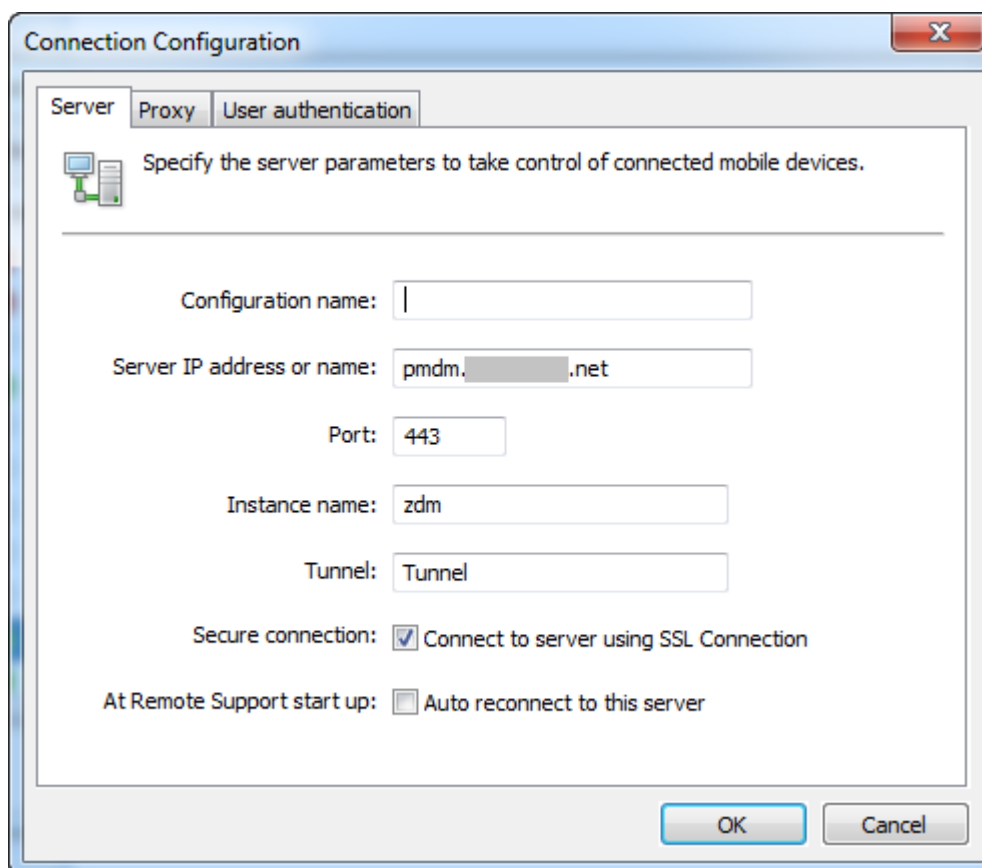 Connection Configuration
Server Proxy User authentication
Specify the server parameters to take control of connected mobile devices.
Configuration name:
Server IP address or name: pmdm. .net
Port: 443
Instance name: zdm
Tunnel: Tunnel
Secure connection: Connect to server using SSL Connection
At Remote Support start up: Auto reconnect to this server
OK Cancel